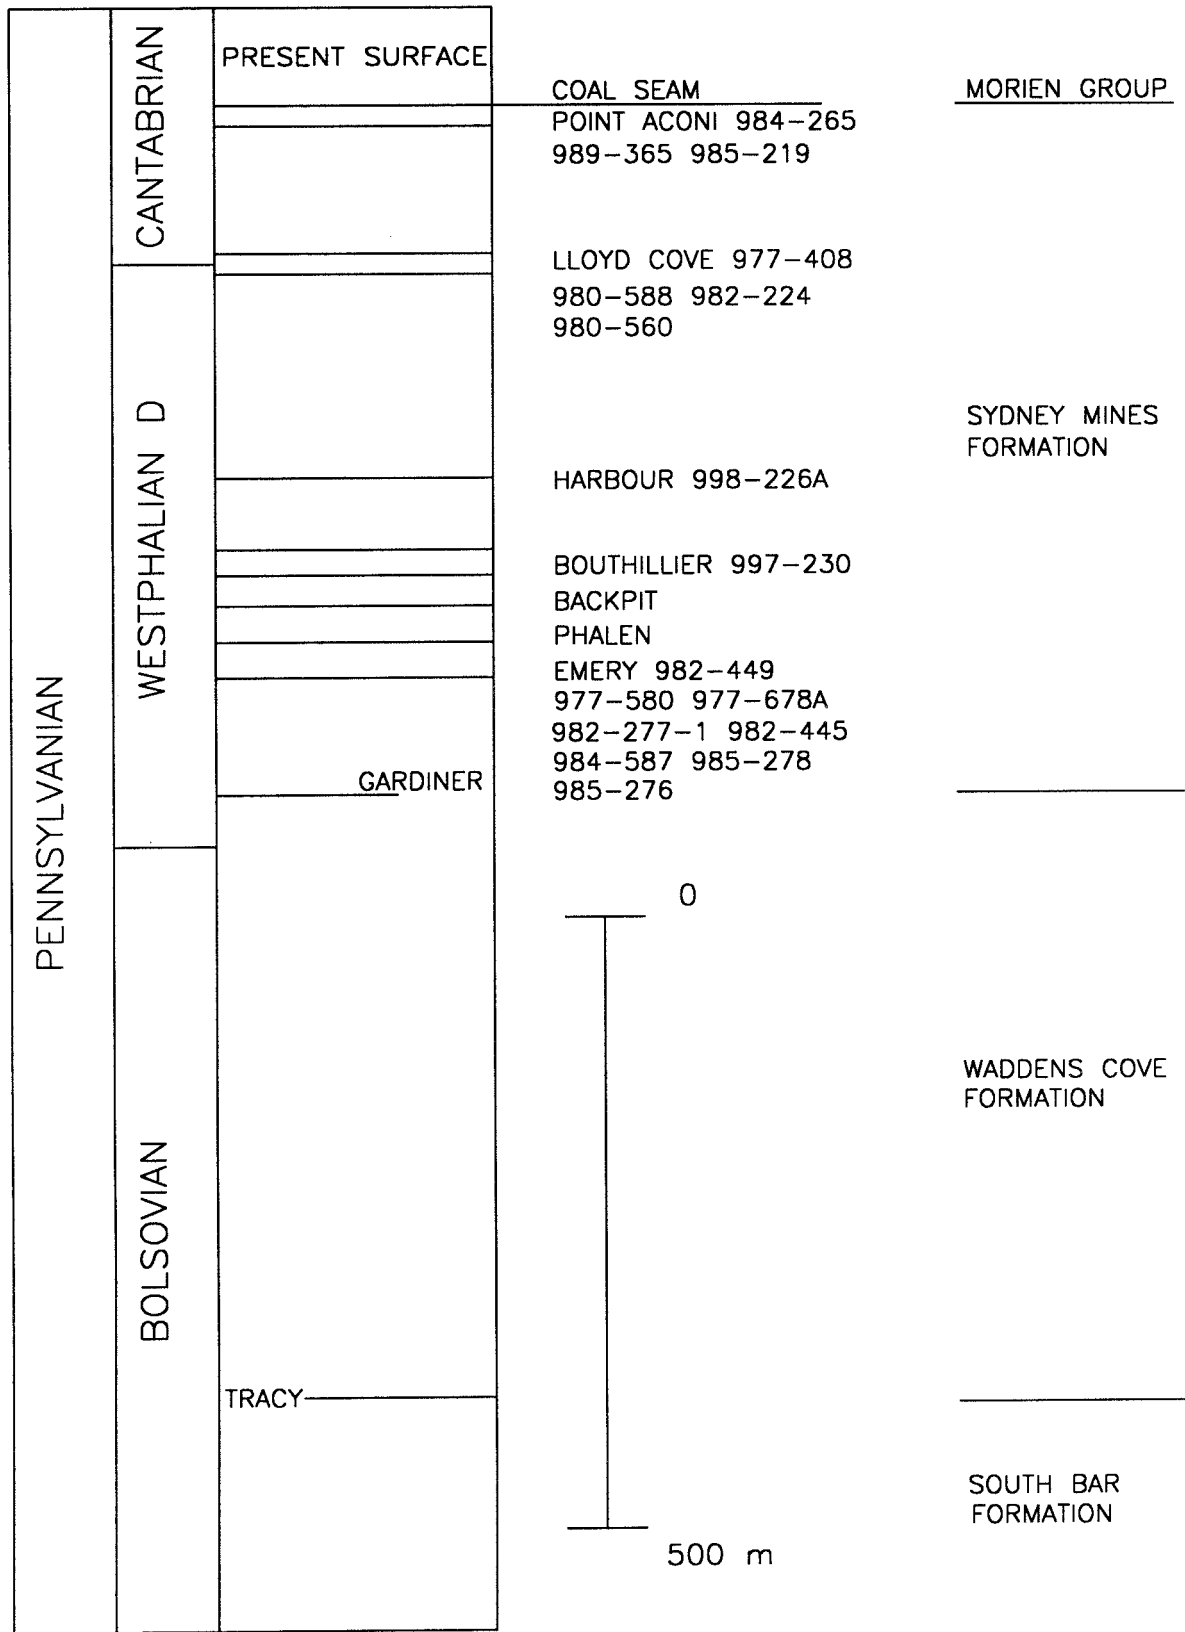 PENNSYLVANIAN
CANTABRIAN
WESTPHALIAN D
BOLSOVIAN
PRESENT SURFACE
GARDINER
TRACY
COAL SEAM
POINT ACONI 984-265
989-365 985-219
LLOYD COVE 977-408
980-588 982-224
980-560
HARBOUR 998-226A
BOUTHILLIER 997-230
BACKPIT
PHALEN
EMERY 982-449
977-580 977-678A
982-277-1 982-445
984-587 985-278
985-276
0
500 m
MORIEN GROUP
SYDNEY MINES
FORMATION
WADDENS COVE
FORMATION
SOUTH BAR
FORMATION